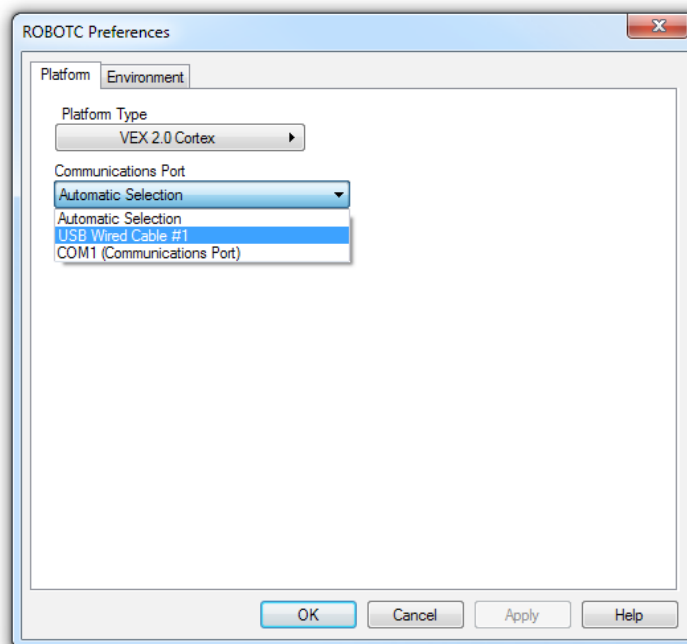 ROBOTC Preferences
Platform
Environment
Platform Type
VEX 2.0 Cortex
Communications Port
Automatic Selection
Automatic Selection
USB Wired Cable #1
COM1 (Communications Port)
OK
Cancel
Apply
Help